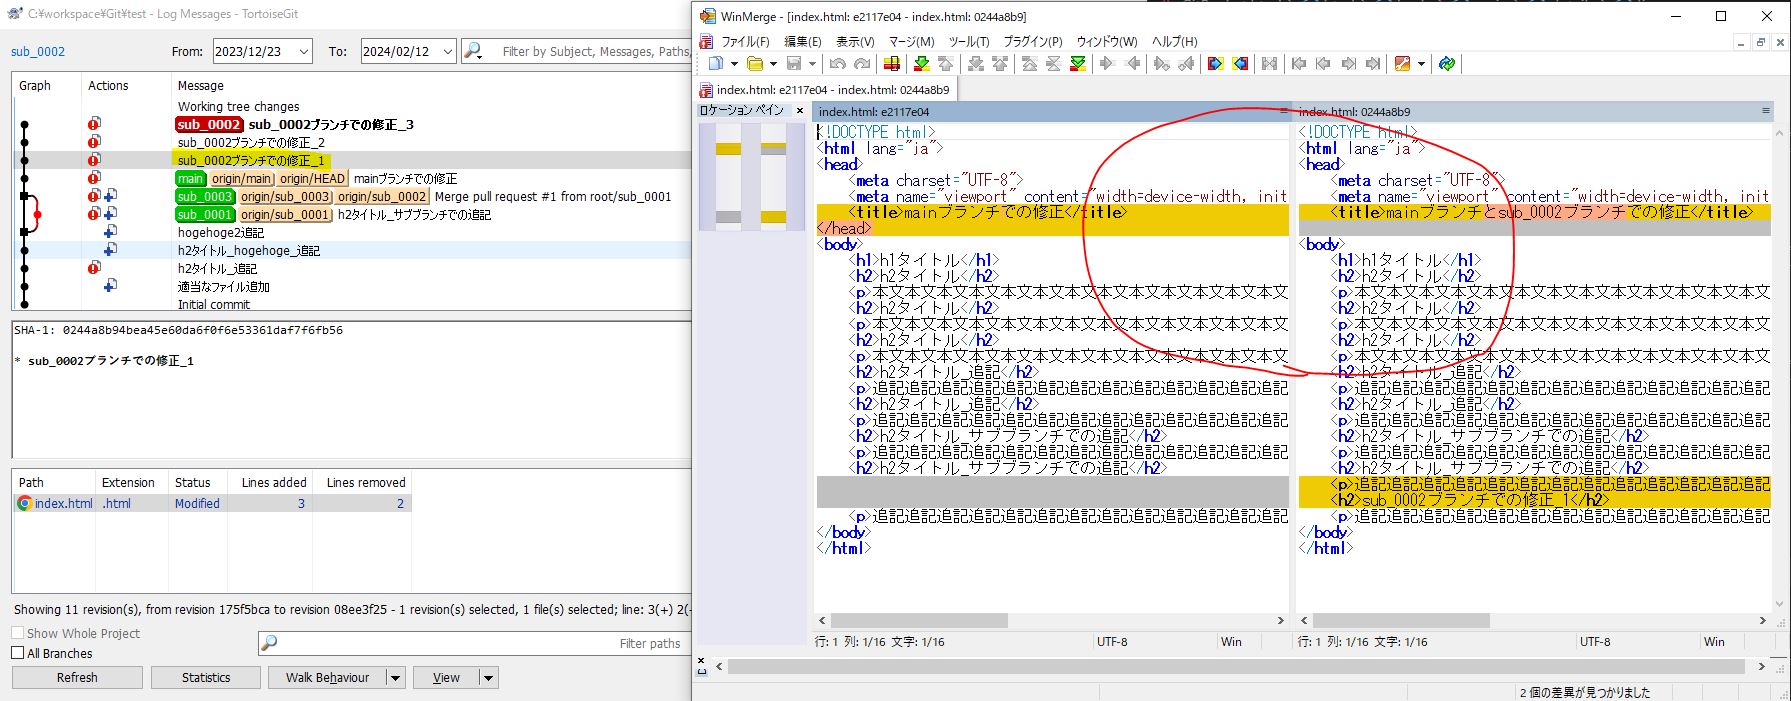 C:¥workspace¥Git¥test - Log Messages - TortoiseGit
sub_0002 From: 2023/12/23 To: 2024/02/12 Filter by Subject, Messages, Paths,
Graph Actions Message
Working tree changes
sub_0002 sub_0002ブランチでの修正_3
sub_0002ブランチでの修正_2
sub_0002ブランチでの修正_1
main origin/main origin/HEAD mainブランチでの修正
sub_0003 origin/sub_0003 origin/sub_0002 Merge pull request #1 from root/sub_0001
sub_0001 origin/sub_0001 h2タイトル_サブブランチでの追記
hogehoge2追記
h2タイトル_hogehoge_追記
h2タイトル_追記
適当なファイル追加
Initial commit
SHA-1: 0244a8b94bea45e60da6f0f6e53361daf7f6fb56
* sub_0002ブランチでの修正_1
Path Extension Status Lines added Lines removed
index.html .html Modified 3 2
Showing 11 revision(s), from revision 175f5bca to revision 08ee3f25 - 1 revision(s) selected, 1 file(s) selected; line: 3(+) 2(-
Show Whole Project
All Branches
Filter paths
Refresh Statistics Walk Behaviour View
WinMerge - [index.html: e2117e04 - index.html: 0244a8b9]
ファイル(F) 編集(E) 表示(V) マージ(M) ツール(T) プラグイン(P) ウィンドウ(W) ヘルプ(H)
index.html: e2117e04 - index.html: 0244a8b9
ロケーション ペイン
index.html: e2117e04
<!DOCTYPE html>
<html lang="ja">
<head>
<meta charset="UTF-8">
<meta name="viewport" content="width=device-width, init
<title>mainブランチでの修正</title>
</head>
<body>
<h1>h1タイトル</h1>
<h2>h2タイトル</h2>
<p>本文本文本文本文本文本文本文本文本文本文本文本文本文
<h2>h2タイトル</h2>
<p>本文本文本文本文本文本文本文本文本文本文本文本文本文
<h2>h2タイトル</h2>
<p>本文本文本文本文本文本文本文本文本文本文本文本文本文
<h2>h2タイトル_追記</h2>
<p>追記追記追記追記追記追記追記追記追記追記追記追記追記
<h2>h2タイトル_追記</h2>
<p>追記追記追記追記追記追記追記追記追記追記追記追記追記
<h2>h2タイトル_サブブランチでの追記</h2>
<p>追記追記追記追記追記追記追記追記追記追記追記追記追記
<h2>h2タイトル_サブブランチでの追記</h2>
<p>追記追記追記追記追記追記追記追記追記追記追記追記追記
</body>
</html>
行: 1 列: 1/16 文字: 1/16 UTF-8 Win
index.html: 0244a8b9
<!DOCTYPE html>
<html lang="ja">
<head>
<meta charset="UTF-8">
<meta name="viewport" content="width=device-width, init
<title>mainブランチとsub_0002ブランチでの修正</title>
<body>
<h1>h1タイトル</h1>
<h2>h2タイトル</h2>
<p>本文本文本文本文本文本文本文本文本文本文本文本文本文
<h2>h2タイトル</h2>
<p>本文本文本文本文本文本文本文本文本文本文本文本文本文
<h2>h2タイトル</h2>
<p>本文本文本文本文本文本文本文本文本文本文本文本文本文
<h2>h2タイトル_追記</h2>
<p>追記追記追記追記追記追記追記追記追記追記追記追記追記
<h2>h2タイトル_追記</h2>
<p>追記追記追記追記追記追記追記追記追記追記追記追記追記
<h2>h2タイトル_サブブランチでの追記</h2>
<p>追記追記追記追記追記追記追記追記追記追記追記追記追記
<h2>h2タイトル_サブブランチでの追記</h2>
<p>追記追記追記追記追記追記追記追記追記追記追記追記追記
<h2>sub_0002ブランチでの修正_1</h2>
<p>追記追記追記追記追記追記追記追記追記追記追記追記追記
</body>
</html>
行: 1 列: 1/16 文字: 1/16 UTF-8 Win
2 個の差異が見つかりました